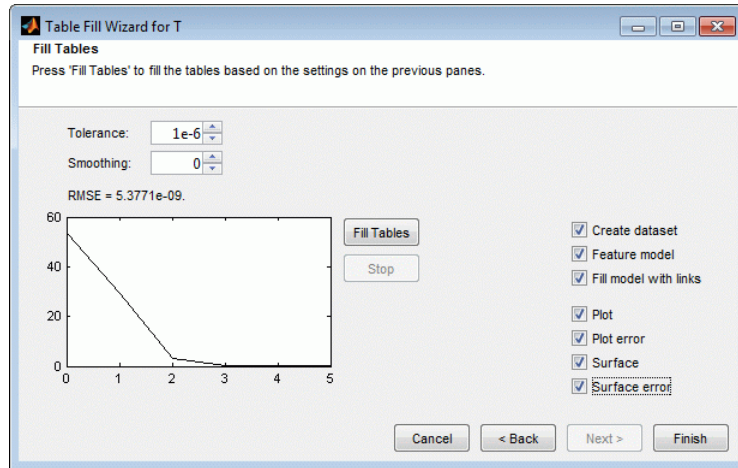 Table Fill Wizard for T
Fill Tables
Press 'Fill Tables' to fill the tables based on the settings on the previous panes.
Tolerance: 1e-6
Smoothing: 0
RMSE = 5.3771e-09.
60
40
20
0
0 1 2 3 4 5
Fill Tables
Stop
Create dataset
Feature model
Fill model with links
Plot
Plot error
Surface
Surface error
Cancel < Back Next > Finish